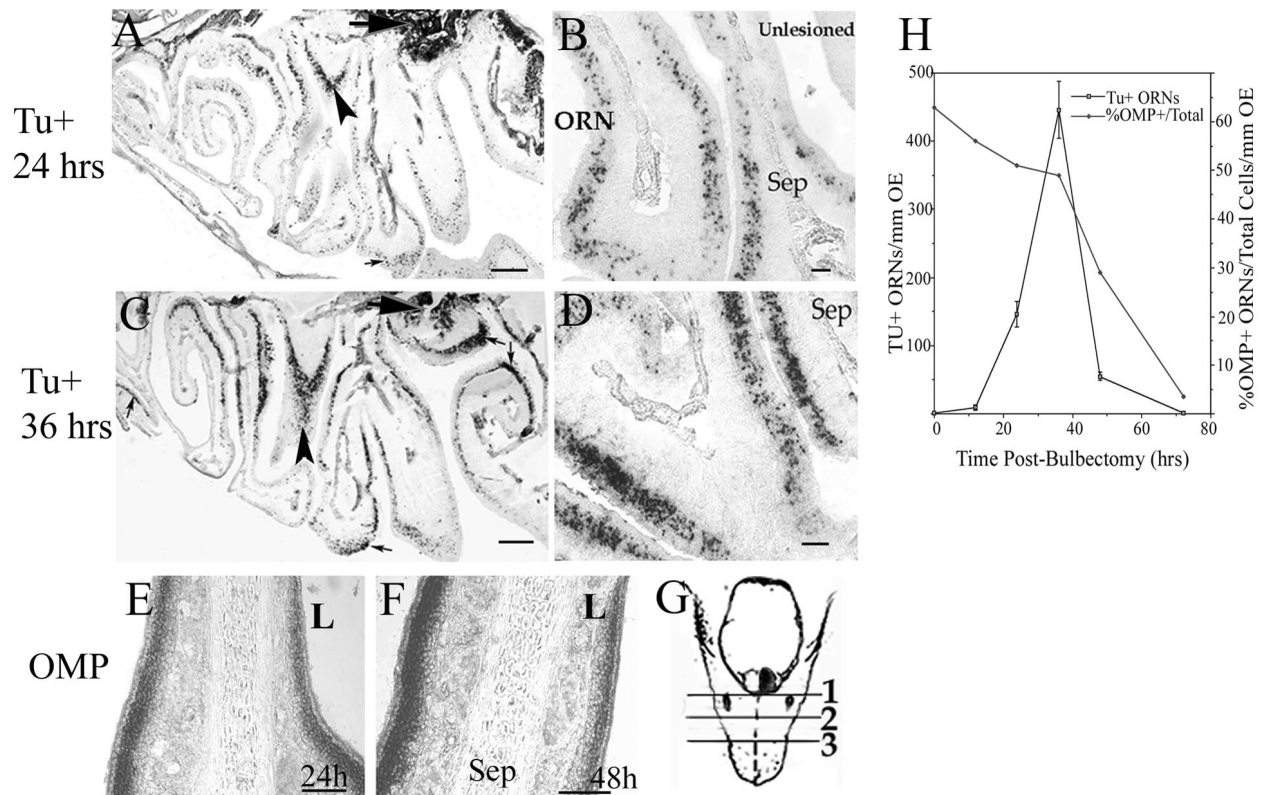 A
B
Unlesioned
H
Tu+
24 hrs
ORN
Sep
C
D
Sep
Tu+
36 hrs
E
L
F
L
G
OMP
24h
Sep
48h
1
2
3
TU+ ORNs/mm OE
500
400
300
200
100
Tu+ ORNs
%OMP+/Total
%OMP+ ORNs/Total Cells/mm OE
60
50
40
30
20
10
0
0
20
40
60
80
Time Post-Bulbectomy (hrs)